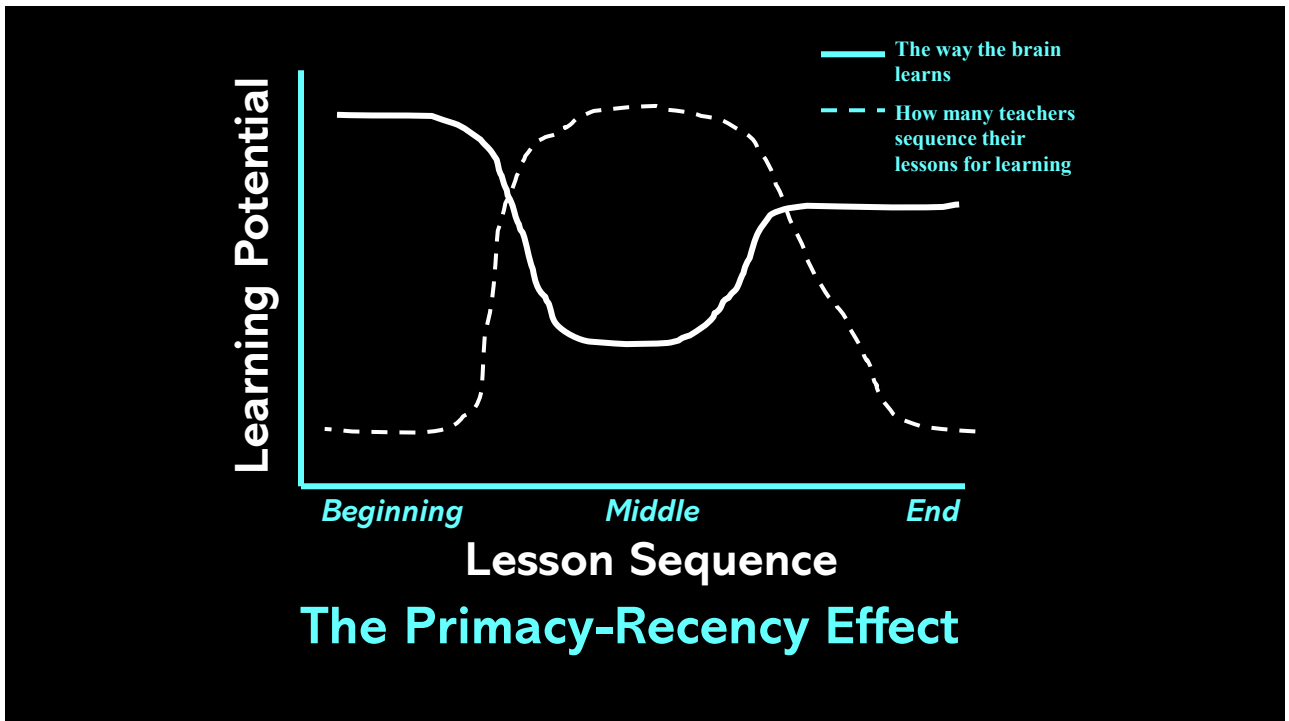 The way the brain
learns
How many teachers
sequence their
lessons for learning
Learning Potential
Beginning
Middle
End
Lesson Sequence
The Primacy-Recency Effect